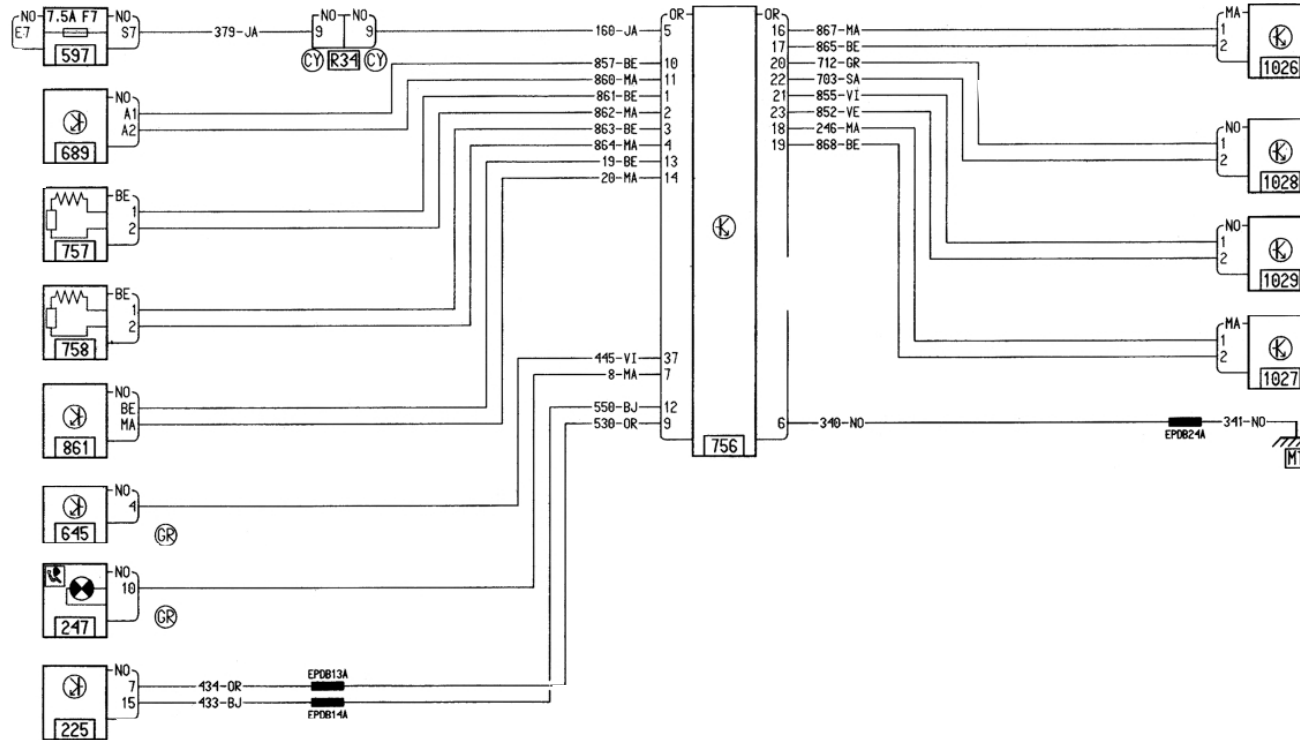 NO 7.5A F7 NO
E7 S7
597
379-JA
NO NO
9 9
CY R34 CY
160-JA 5
OR
857-BE 10
860-MA 11
861-BE 1
862-MA 2
863-BE 3
864-MA 4
19-BE 13
20-MA 14
445-VI 37
8-MA 7
550-BJ 12
530-OR 9
NO
A1
A2
689
BE
1
2
757
BE
1
2
758
NO
BE
MA
861
NO
4
645
GR
NO
10
247
GR
NO
7
15
225
434-OR
433-BJ
EPDB13A
EPDB14A
756
OR
16 867-MA
17 865-BE
20 712-GR
22 703-SA
21 855-VI
23 852-VE
18 246-MA
19 868-BE
6 340-NO
EPDB24A
341-NO
MA
1
2
1026
NO
1
2
1028
NO
1
2
1029
MA
1
2
1027